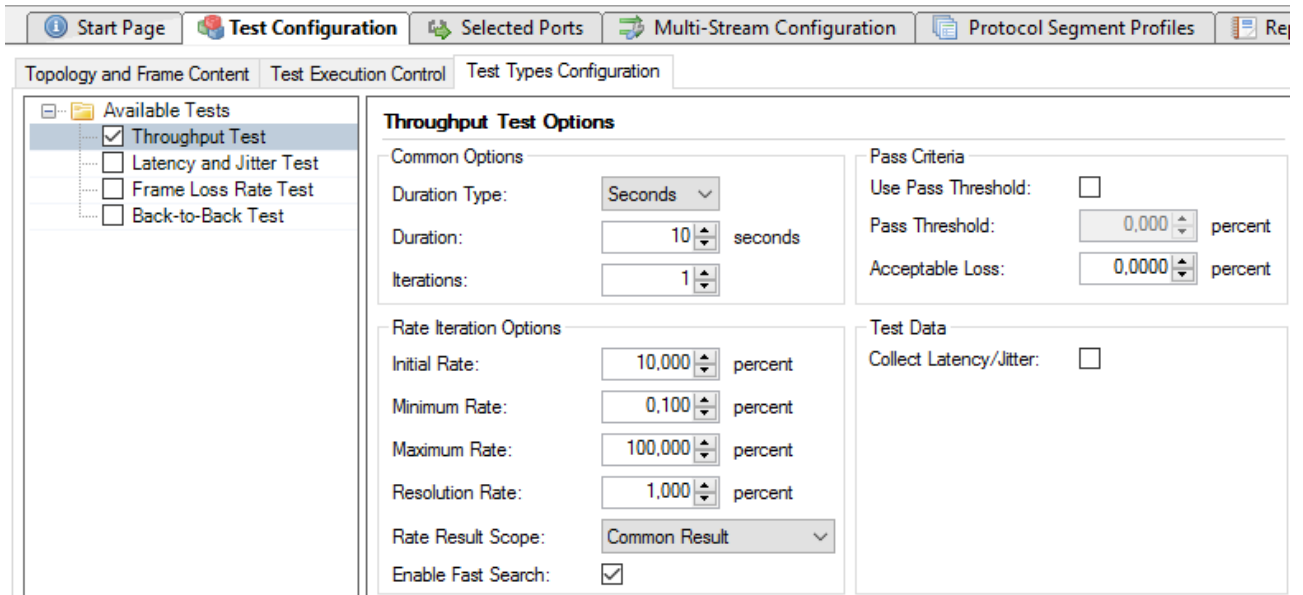 Start Page Test Configuration Selected Ports Multi-Stream Configuration Protocol Segment Profiles Rep
Topology and Frame Content Test Execution Control Test Types Configuration
Available Tests
Throughput Test
Latency and Jitter Test
Frame Loss Rate Test
Back-to-Back Test
Throughput Test Options
Common Options
Duration Type: Seconds
Duration: 10 seconds
Iterations: 1
Pass Criteria
Use Pass Threshold:
Pass Threshold: 0,000 percent
Acceptable Loss: 0,0000 percent
Rate Iteration Options
Initial Rate: 10,000 percent
Minimum Rate: 0,100 percent
Maximum Rate: 100,000 percent
Resolution Rate: 1,000 percent
Rate Result Scope: Common Result
Enable Fast Search:
Test Data
Collect Latency/Jitter: